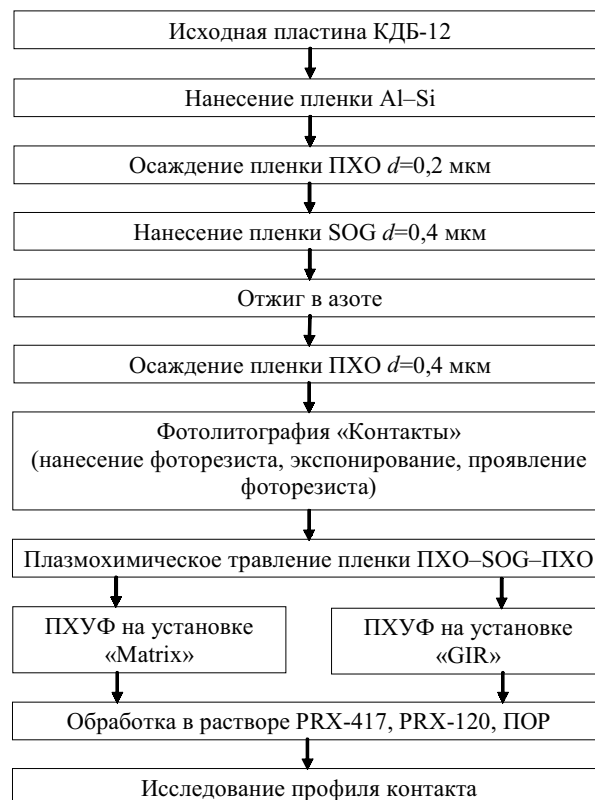 Исходная пластина КДБ-12
Нанесение пленки Al–Si
Осаждение пленки ПХО d=0,2 мкм
Нанесение пленки SOG d=0,4 мкм
Отжиг в азоте
Осаждение пленки ПХО d=0,4 мкм
Фотолитография «Контакты»
(нанесение фоторезиста, экспонирование, проявление
фоторезиста)
Плазмохимическое травление пленки ПХО–SOG–ПХО
ПХУФ на установке
«Matrix»
ПХУФ на установке
«GIR»
Обработка в растворе PRX-417, PRX-120, ПОР
Исследование профиля контакта